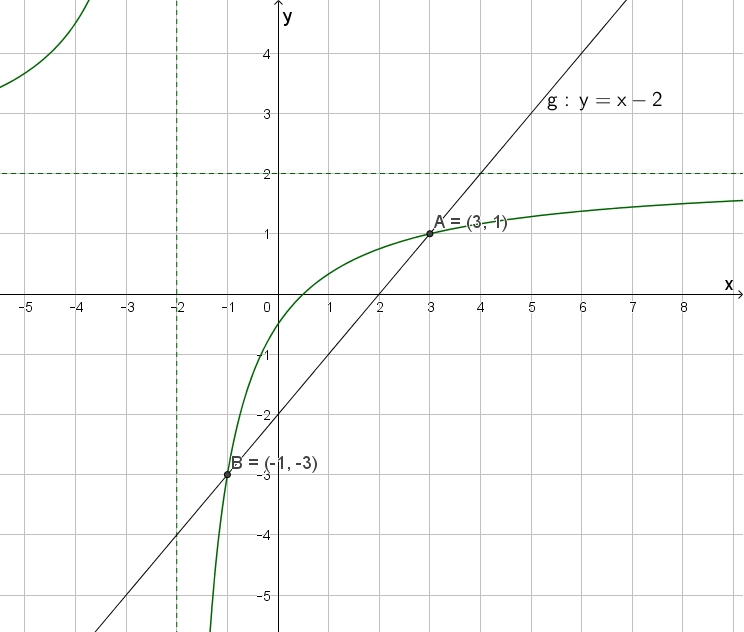 y
4
g : y = x − 2
3
2
A = (3, 1)
1
x
-5 -4 -3 -2 -1 0 1 2 3 4 5 6 7 8
-1
-2
B = (-1, -3)
-3
-4
-5